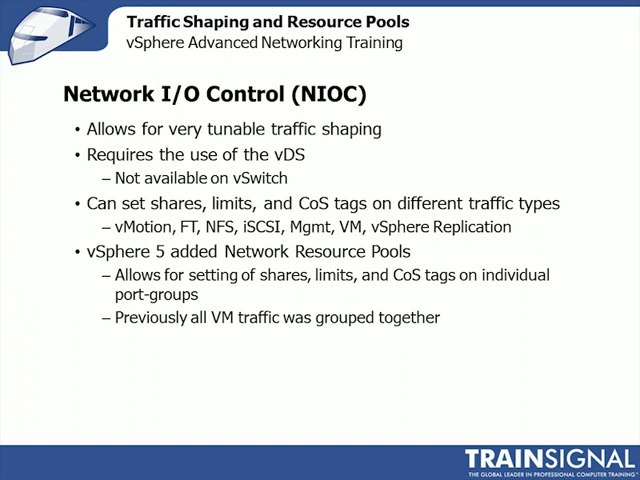 Traffic Shaping and Resource Pools
vSphere Advanced Networking Training
Network I/O Control (NIOC)
• Allows for very tunable traffic shaping
• Requires the use of the vDS
– Not available on vSwitch
• Can set shares, limits, and CoS tags on different traffic types
– vMotion, FT, NFS, iSCSI, Mgmt, VM, vSphere Replication
• vSphere 5 added Network Resource Pools
– Allows for setting of shares, limits, and CoS tags on individual
port-groups
– Previously all VM traffic was grouped together
TRAINSIGNAL
THE GLOBAL LEADER IN PROFESSIONAL COMPUTER TRAINING